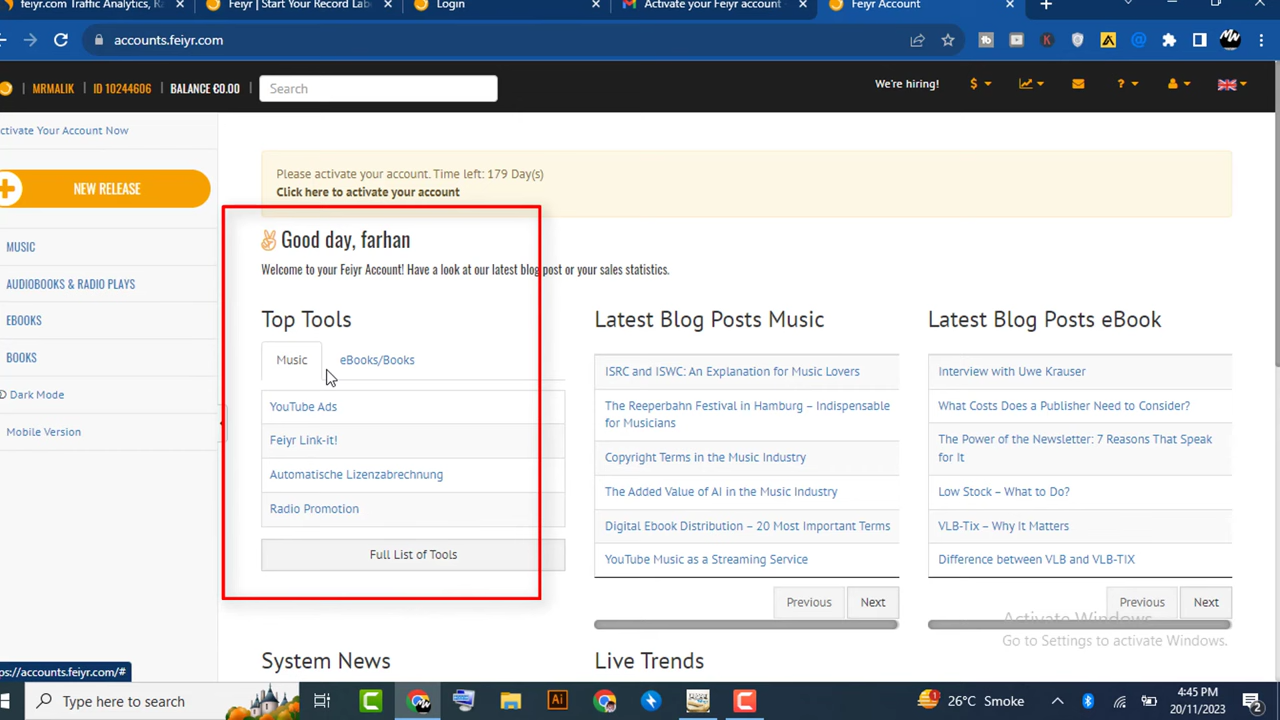 feiyr.com Traffic Analytics, Ra
Feiyr | Start Your Record Lab
Login
Activate your Feiyr account -
Feiyr Account
accounts.feiyr.com
MRMALIK
ID 10244606
BALANCE €0.00
Search
We're hiring!
$
?
ctivate Your Account Now
NEW RELEASE
MUSIC
AUDIOBOOKS & RADIO PLAYS
EBOOKS
BOOKS
Dark Mode
Mobile Version
Please activate your account. Time left: 179 Day(s)
Click here to activate your account
Good day, farhan
Welcome to your Feiyr Account! Have a look at our latest blog post or your sales statistics.
Top Tools
Music
eBooks/Books
YouTube Ads
Feiyr Link-it!
Automatische Lizenzabrechnung
Radio Promotion
Full List of Tools
Latest Blog Posts Music
ISRC and ISWC: An Explanation for Music Lovers
The Reeperbahn Festival in Hamburg – Indispensable
for Musicians
Copyright Terms in the Music Industry
The Added Value of AI in the Music Industry
Digital Ebook Distribution – 20 Most Important Terms
YouTube Music as a Streaming Service
Previous
Next
Latest Blog Posts eBook
Interview with Uwe Krauser
What Costs Does a Publisher Need to Consider?
The Power of the Newsletter: 7 Reasons That Speak
for It
Low Stock – What to Do?
VLB-Tix – Why It Matters
Difference between VLB and VLB-TIX
Previous
Next
Activate Windows
Go to Settings to activate Windows.
System News
Live Trends
ps://accounts.feiyr.com/#
Type here to search
26°C Smoke
4:45 PM
20/11/2023
2